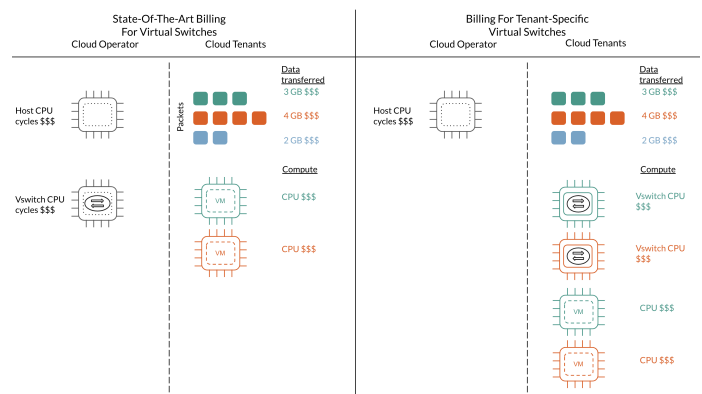 State-Of-The-Art Billing
For Virtual Switches
Cloud Operator
Cloud Tenants
Data
transferred
Host CPU
cycles $$$
Packets
3 GB $$$
4 GB $$$
2 GB $$$
Compute
Vswitch CPU
cycles $$$
VM
CPU $$$
VM
CPU $$$
Billing For Tenant-Specific
Virtual Switches
Cloud Operator
Cloud Tenants
Data
transferred
Host CPU
cycles $$$
3 GB $$$
4 GB $$$
2 GB $$$
Compute
Vswitch CPU
$$$
Vswitch CPU
$$$
VM
CPU $$$
VM
CPU $$$